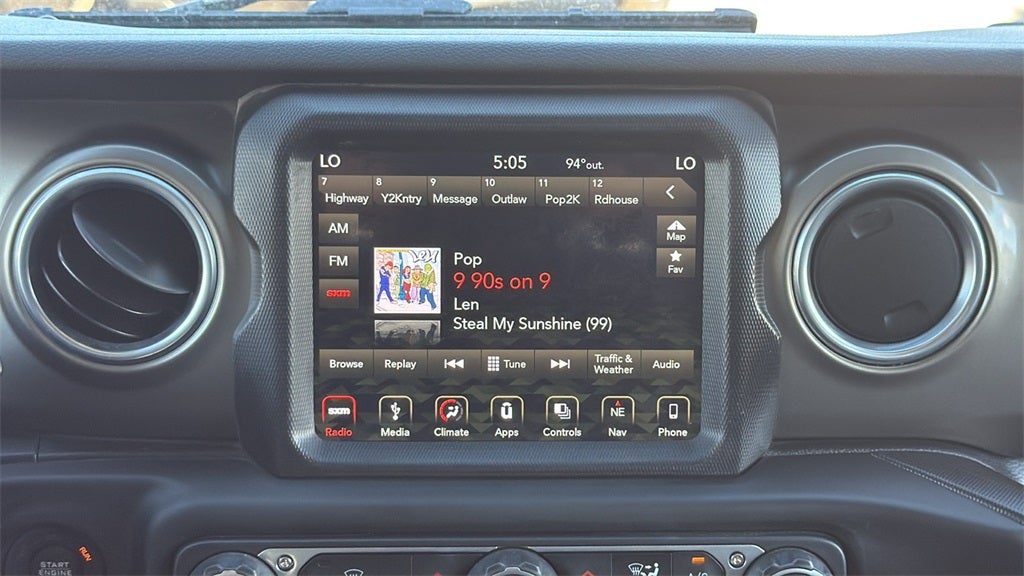 LO 5:05 94°out. LO
7 Highway 8 Y2Kntry 9 Message 10 Outlaw 11 Pop2K 12 Rdhouse
AM
Map
FM
Fav
sxm
Pop
9 90s on 9
Len
Steal My Sunshine (99)
Browse Replay Tune Traffic & Weather Audio
sxm NE
Radio Media Climate Apps Controls Nav Phone
RUN
START
ENGINE
A/C